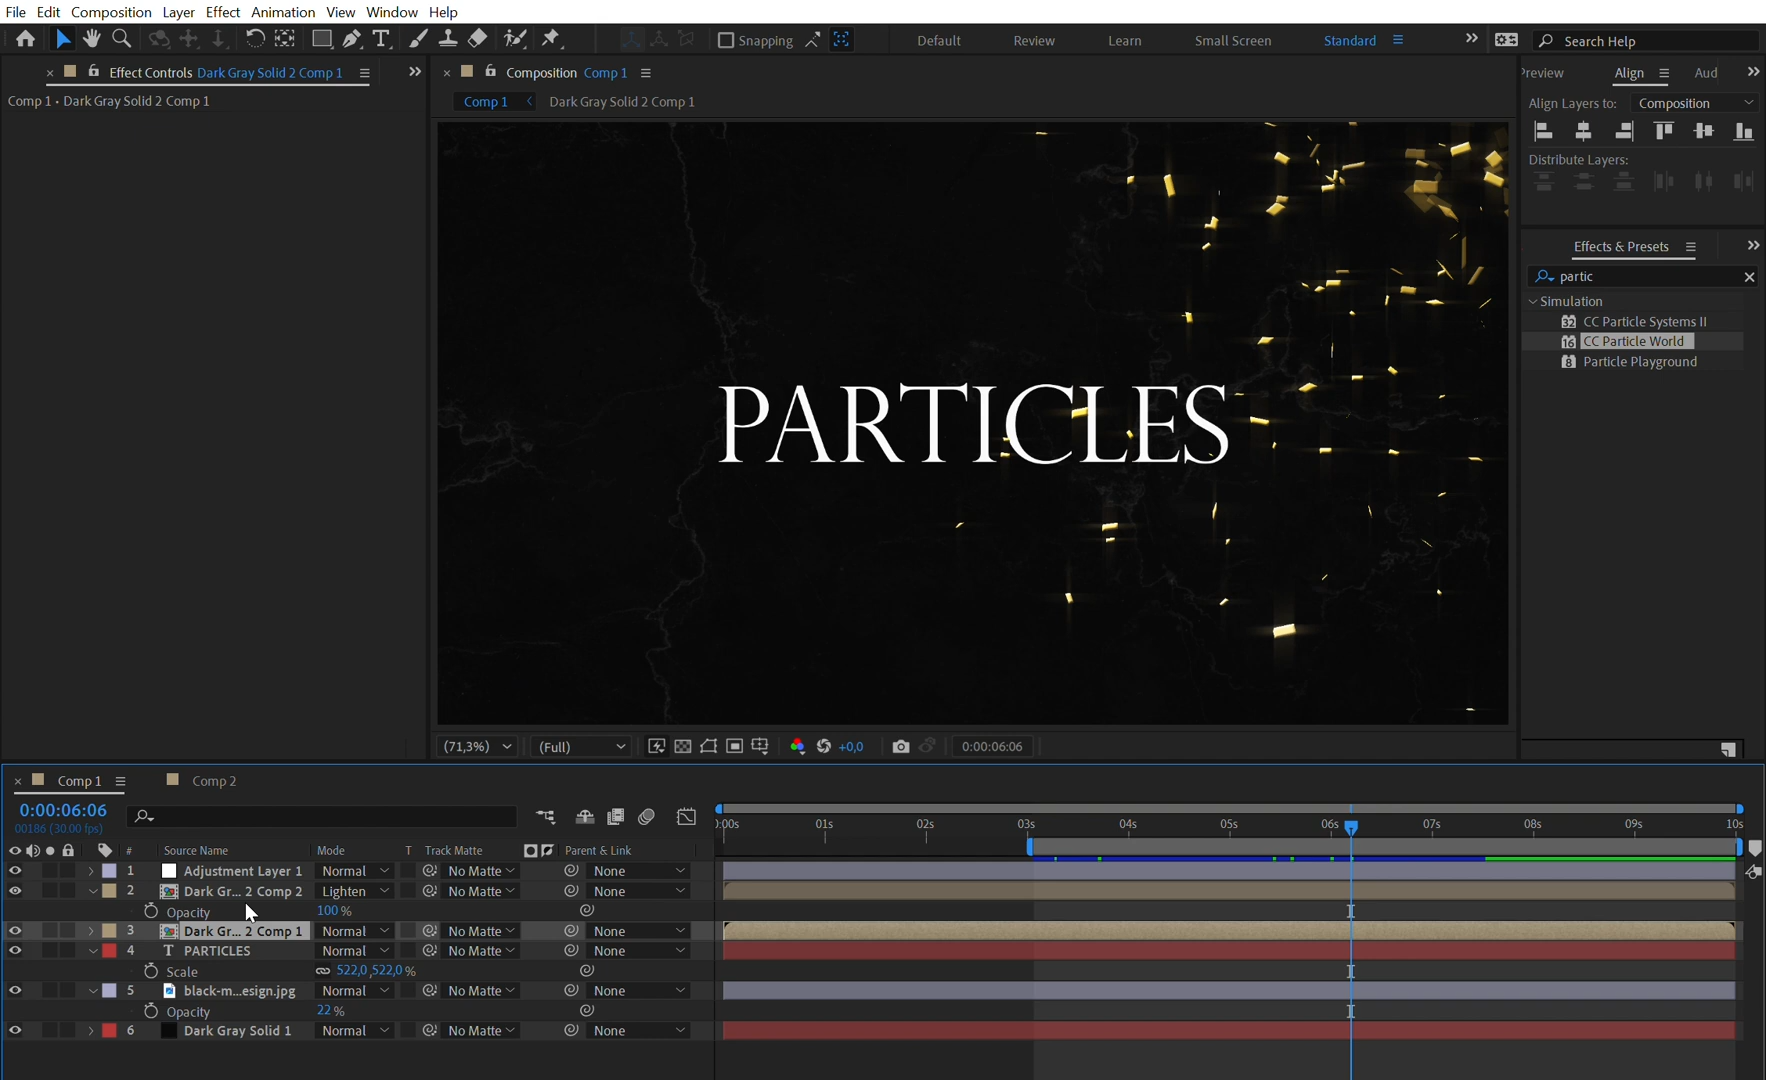 File Edit Composition Layer Effect Animation View Window Help
Snapping
Default Review Learn Small Screen Standard
Search Help
Effect Controls Dark Gray Solid 2 Comp 1
Comp 1 • Dark Gray Solid 2 Comp 1
Composition Comp 1
Comp 1 Dark Gray Solid 2 Comp 1
PARTICLES
(71,3%) (Full) +0,0 0:00:06:06
Preview Align Aud
Align Layers to: Composition
Distribute Layers:
Effects & Presets
partic
Simulation
32 CC Particle Systems II
16 CC Particle World
8 Particle Playground
Comp 1 Comp 2
0:00:06:06
00186 (30.00 fps)
# Source Name Mode T Track Matte Parent & Link
:00s 01s 02s 03s 04s 05s 06s 07s 08s 09s 10s
1 Adjustment Layer 1 Normal No Matte None
2 Dark Gr... 2 Comp 2 Lighten No Matte None
Opacity 100 %
3 Dark Gr... 2 Comp 1 Normal No Matte None
4 T PARTICLES Normal No Matte None
Scale 522,0 ,522,0 %
5 black-m...esign.jpg Normal No Matte None
Opacity 22 %
6 Dark Gray Solid 1 Normal No Matte None